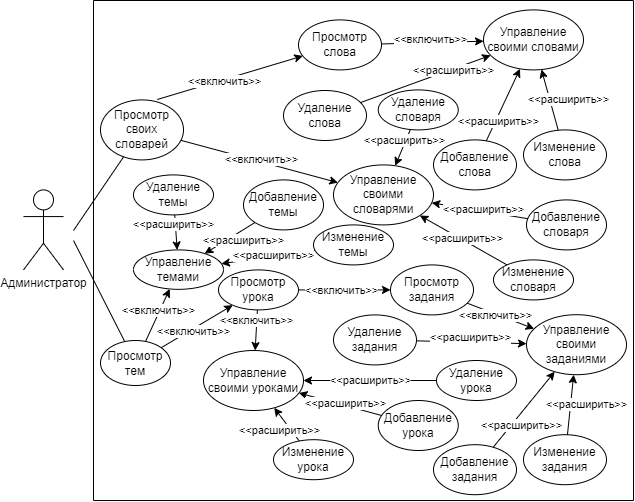 Просмотр
слова
<<включить>>
Управление
своими словами
<<включить>>
<<расширить>>
Удаление
слова
Удаление
словаря
<<расширить>>
Просмотр
своих
словарей
<<расширить>>
<<включить>>
Добавление
слова
Изменение
слова
Удаление
темы
Добавление
темы
Управление
своими
словарями
<<расширить>>
Добавление
словаря
<<расширить>>
<<расширить>>
Изменение
темы
<<расширить>>
<<расширить>>
Управление
темами
Администратор
Просмотр
урока
<<включить>>
Просмотр
задания
Изменение
словаря
<<включить>>
<<включить>>
<<включить>>
<<включить>>
Удаление
задания
<<расширить>>
Управление
своими
заданиями
Просмотр
тем
Управление
своими уроками
<<расширить>>
Удаление
урока
<<расширить>>
<<расширить>>
<<расширить>>
Добавление
урока
<<расширить>>
<<расширить>>
Изменение
урока
Добавление
задания
Изменение
задания